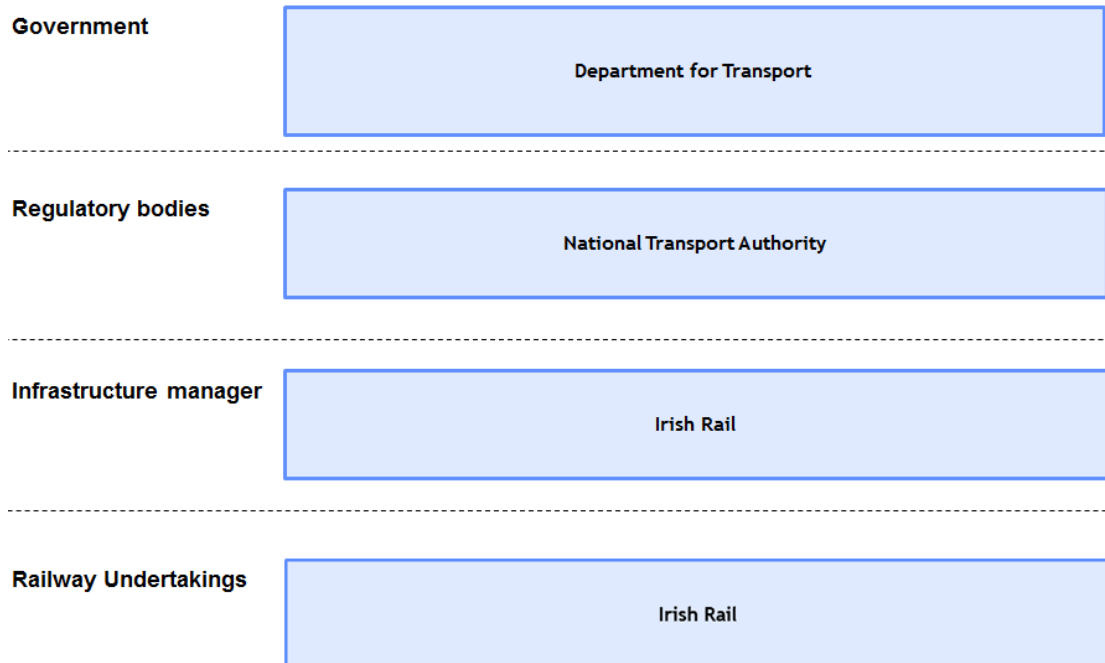 Government
Department for Transport
Regulatory bodies
National Transport Authority
Infrastructure manager
Irish Rail
Railway Undertakings
Irish Rail